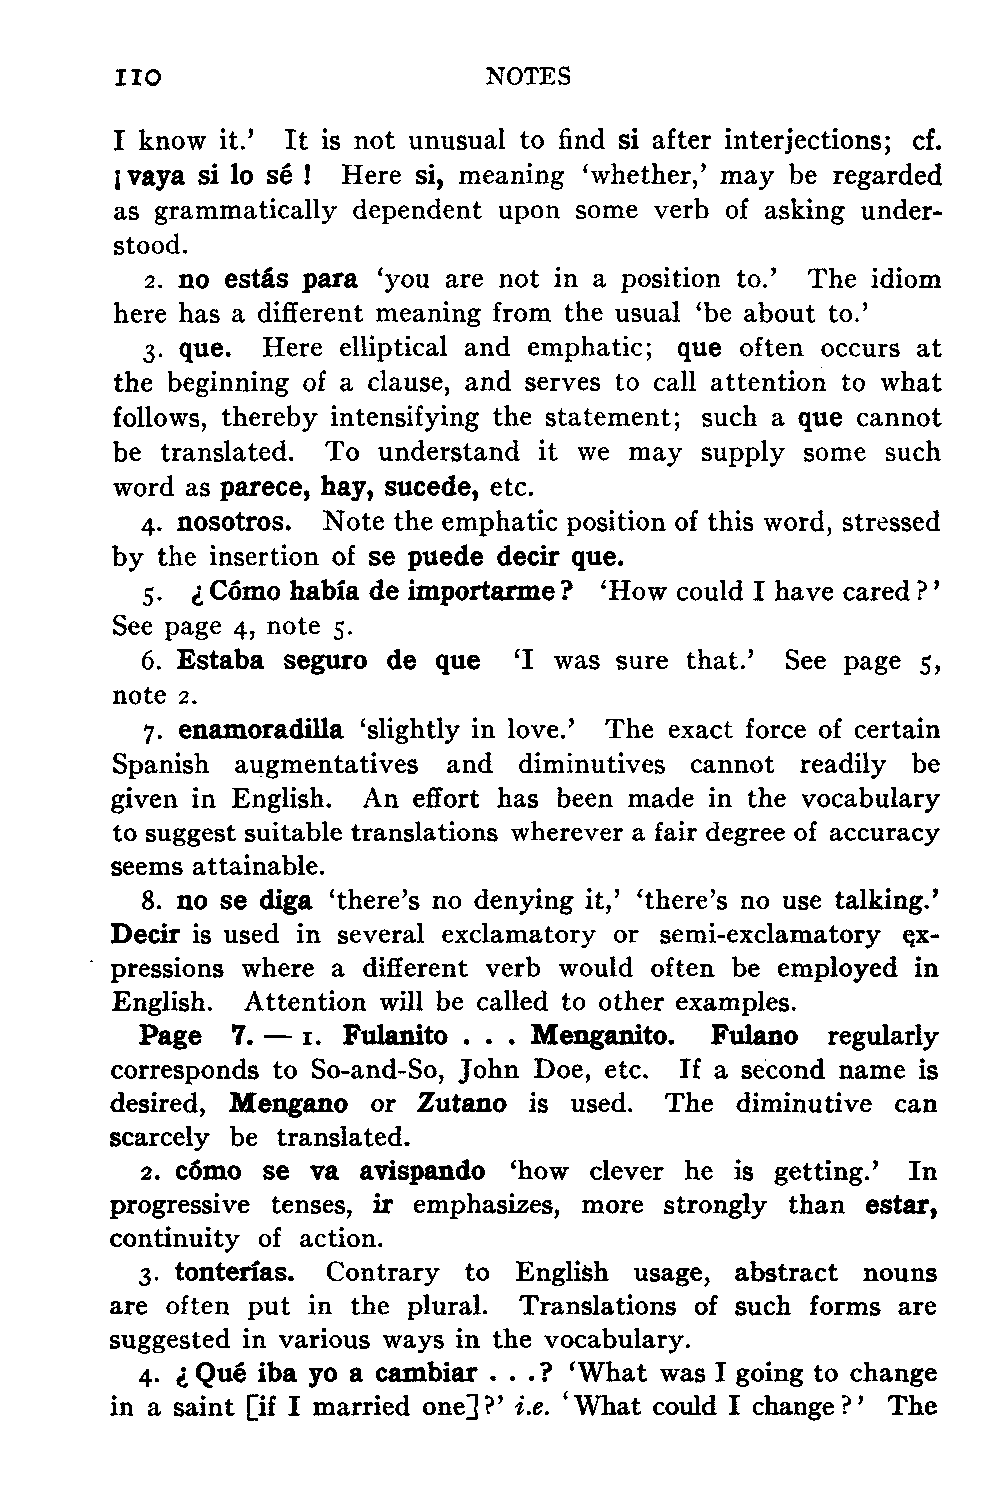 110 NOTES
I know it.’ It is not unusual to find si after interjections; cf.
¡vaya si lo sé! Here si, meaning ‘whether,’ may be regarded
as grammatically dependent upon some verb of asking under-
stood.
2. no estás para ‘you are not in a position to.’ The idiom
here has a different meaning from the usual ‘be about to.’
3. que. Here elliptical and emphatic; que often occurs at
the beginning of a clause, and serves to call attention to what
follows, thereby intensifying the statement; such a que cannot
be translated. To understand it we may supply some such
word as parece, hay, sucede, etc.
4. nosotros. Note the emphatic position of this word, stressed
by the insertion of se puede decir que.
5. ¿Cómo había de importarme? ‘How could I have cared?’
See page 4, note 5.
6. Estaba seguro de que ‘I was sure that.’ See page 5,
note 2.
7. enamoradilla ‘slightly in love.’ The exact force of certain
Spanish augmentatives and diminutives cannot readily be
given in English. An effort has been made in the vocabulary
to suggest suitable translations wherever a fair degree of accuracy
seems attainable.
8. no se diga ‘there’s no denying it,’ ‘there’s no use talking.’
Decir is used in several exclamatory or semi-exclamatory ex-
pressions where a different verb would often be employed in
English. Attention will be called to other examples.
Page 7. — 1. Fulanito . . . Menganito. Fulano regularly
corresponds to So-and-So, John Doe, etc. If a second name is
desired, Mengano or Zutano is used. The diminutive can
scarcely be translated.
2. cómo se va avispando ‘how clever he is getting.’ In
progressive tenses, ir emphasizes, more strongly than estar,
continuity of action.
3. tonterías. Contrary to English usage, abstract nouns
are often put in the plural. Translations of such forms are
suggested in various ways in the vocabulary.
4. ¿Qué iba yo a cambiar . . .? ‘What was I going to change
in a saint [if I married one]?’ i.e. ‘What could I change?’ The